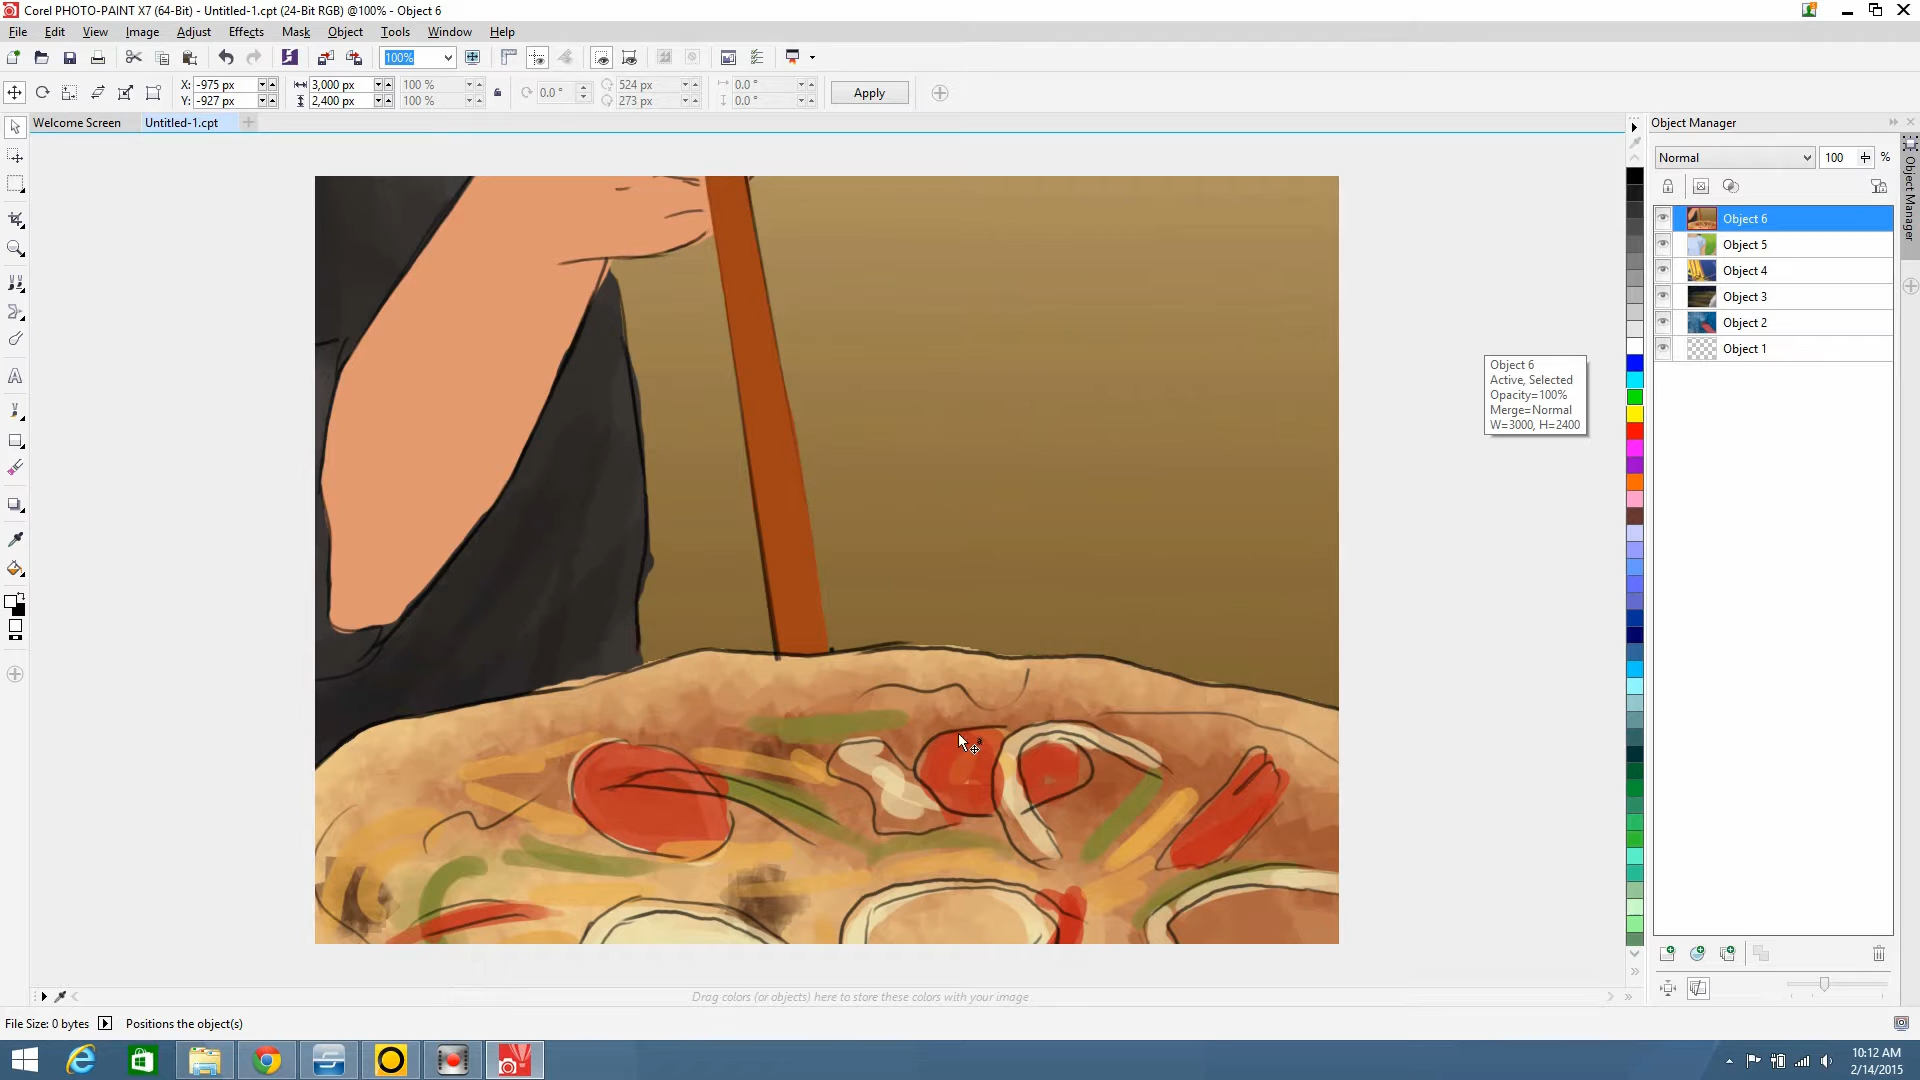 Corel PHOTO-PAINT X7 (64-Bit) - Untitled-1.cpt (24-Bit RGB) @100% - Object 6
File Edit View Image Adjust Effects Mask Object Tools Window Help
100%
X: -975 px 3,000 px 100 % 0.0 ° 524 px 0.0 ° Apply
Y: -927 px 2,400 px 100 % 273 px 0.0 °
Welcome Screen Untitled-1.cpt
Object Manager
Normal 100 %
Object Manager
Object 6
Object 5
Object 4
Object 3
Object 2
Object 1
Object 6
Active, Selected
Opacity=100%
Merge=Normal
W=3000, H=2400
Drag colors (or objects) here to store these colors with your image
File Size: 0 bytes Positions the object(s)
10:12 AM
2/14/2015